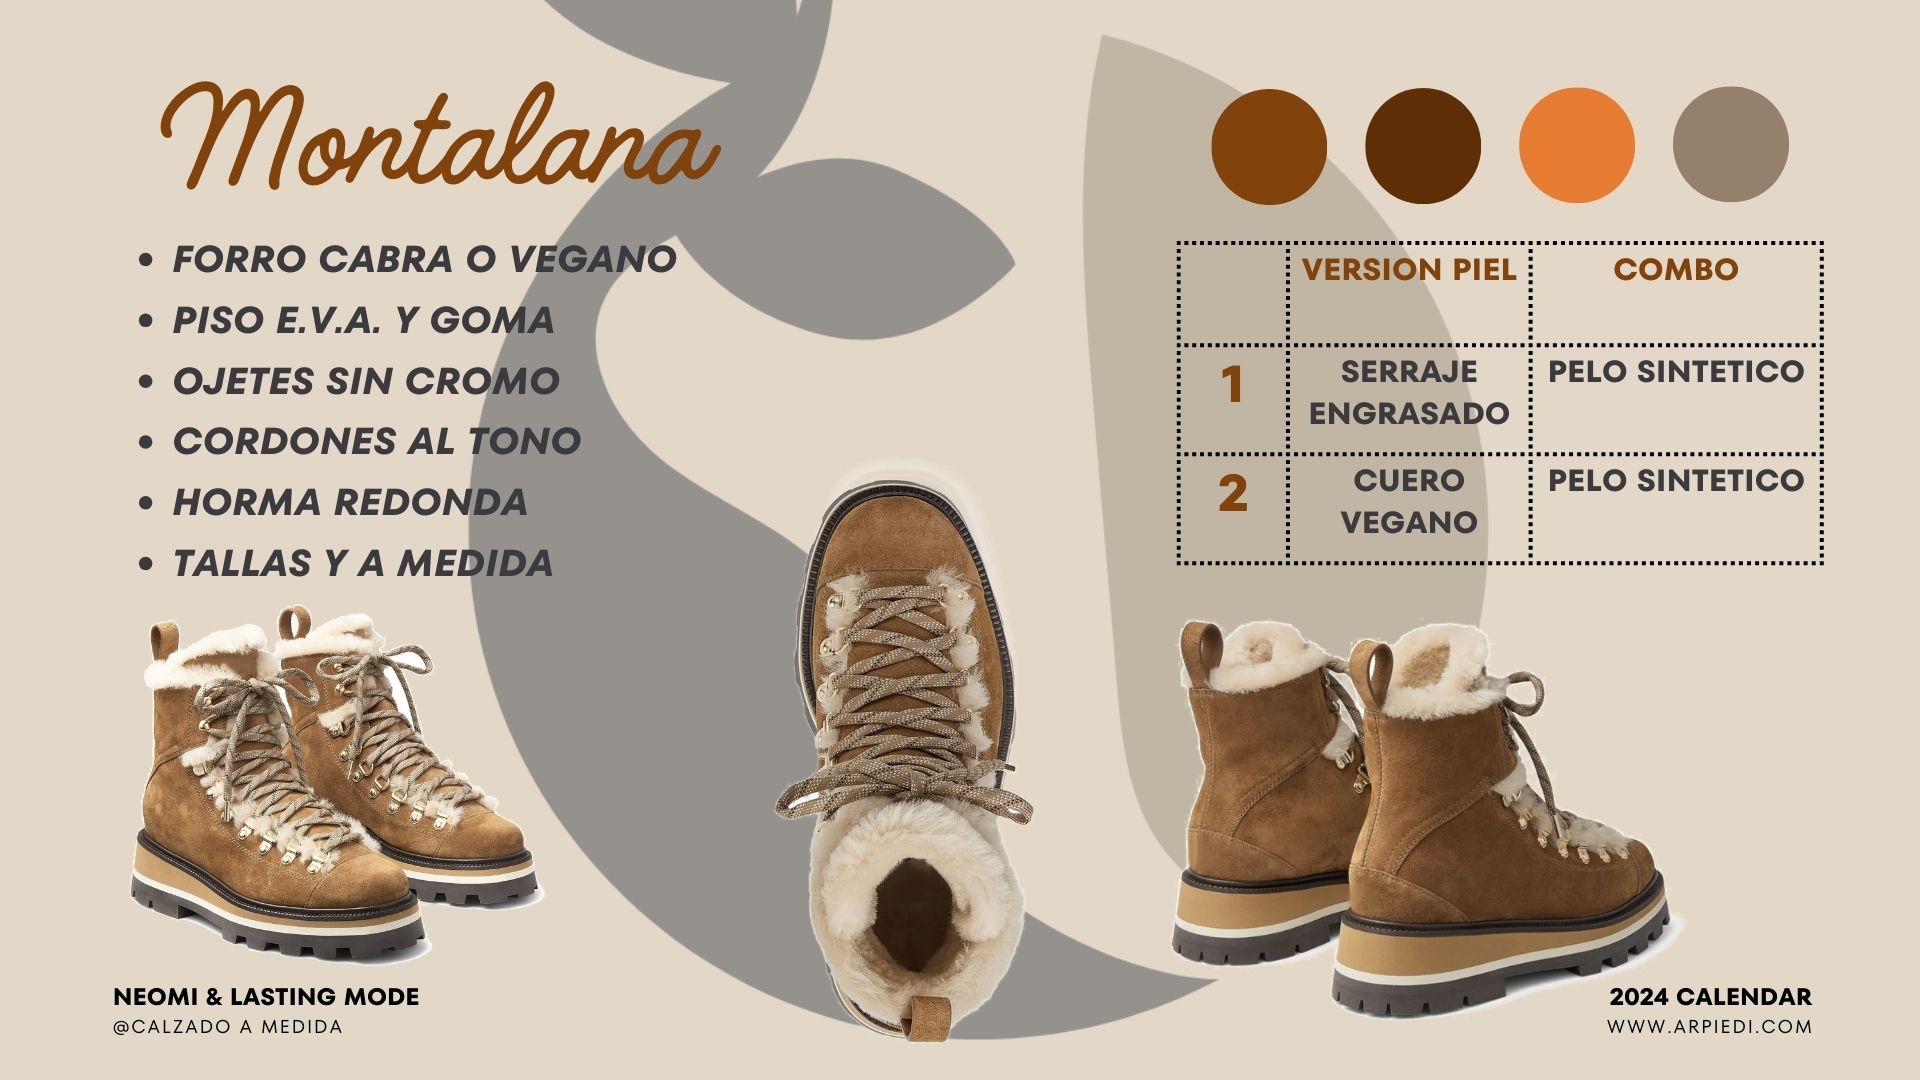 Montalana
• FORRO CABRA O VEGANO
• PISO E.V.A. Y GOMA
• OJETES SIN CROMO
• CORDONES AL TONO
• HORMA REDONDA
• TALLAS Y A MEDIDA
VERSION PIEL COMBO
1 SERRAJE PELO SINTETICO
ENGRASADO
2 CUERO PELO SINTETICO
VEGANO
NEOMI & LASTING MODE
@CALZADO A MEDIDA
2024 CALENDAR
WWW.ARPIEDI.COM